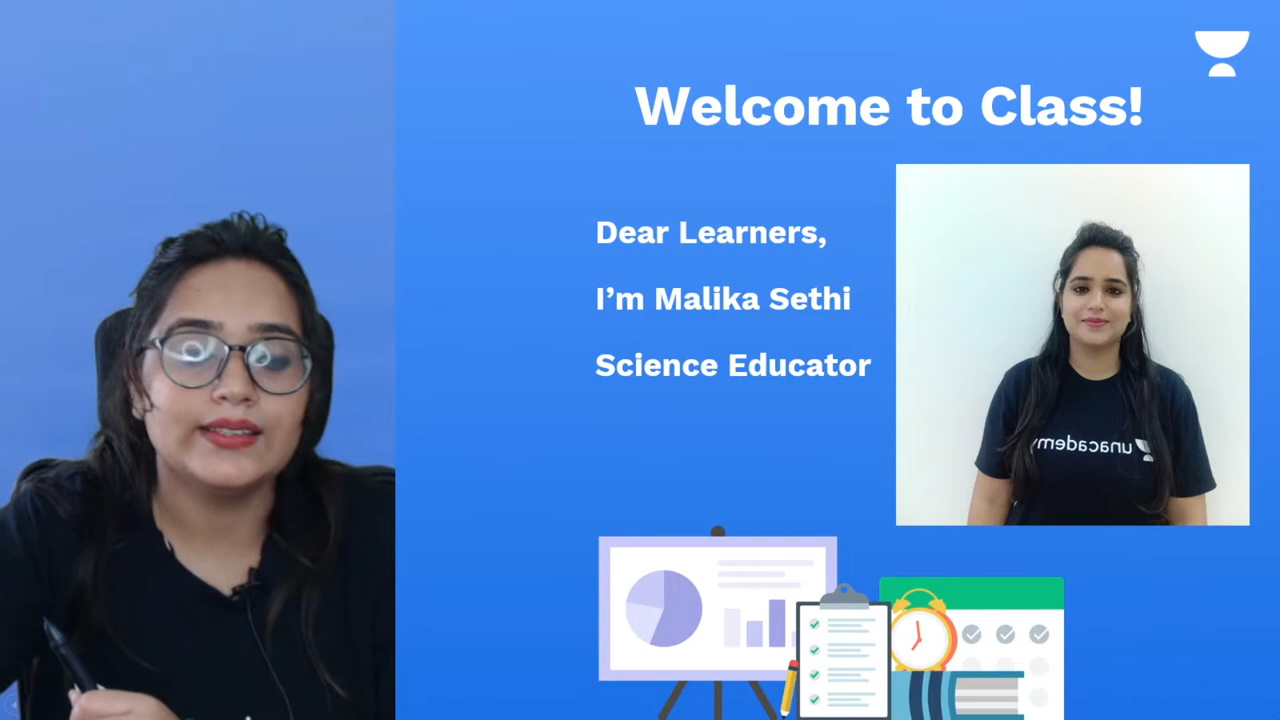 Welcome to Class!
Dear Learners,
I'm Malika Sethi
Science Educator
unacademy